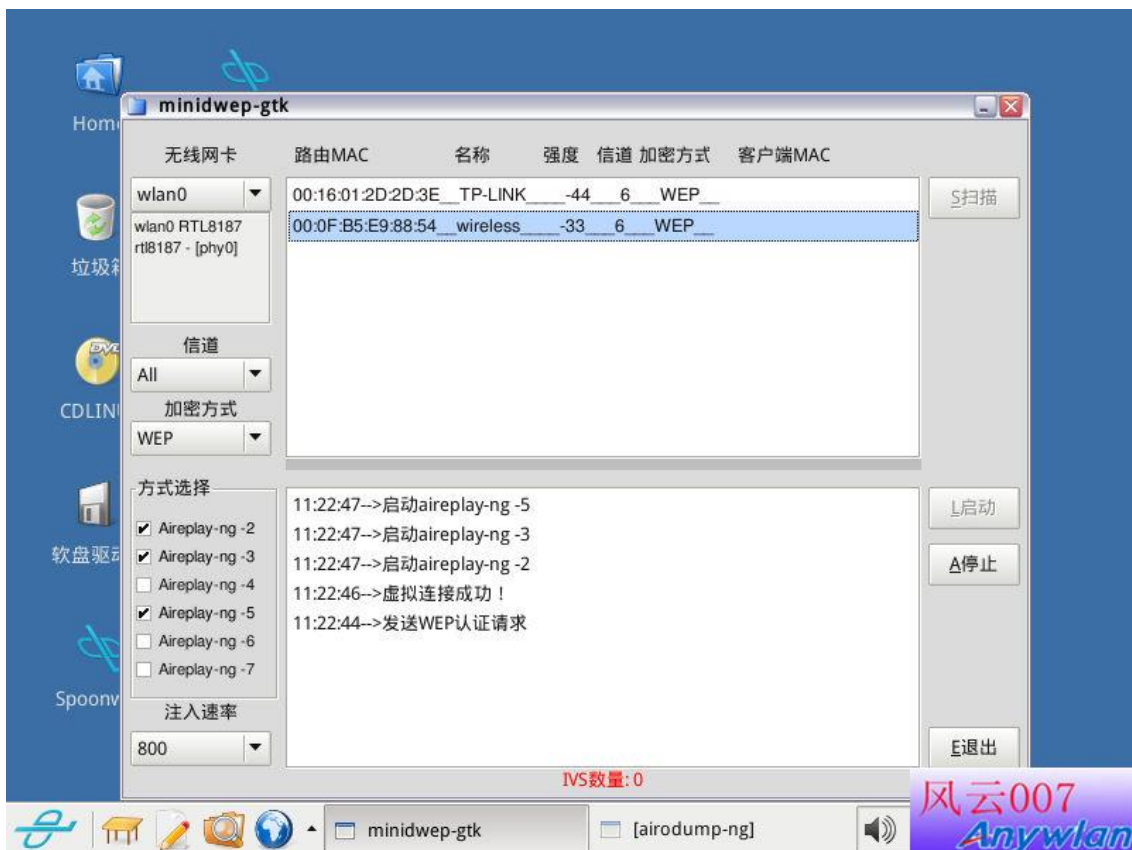 minidwep-gtk
Home
无线网卡
路由MAC 名称 强度 信道 加密方式 客户端MAC
wlan0
00:16:01:2D:2D:3E__TP-LINK____-44___6___WEP__
S扫描
wlan0 RTL8187
rtl8187 - [phy0]
00:0F:B5:E9:88:54__wireless____-33___6___WEP__
垃圾箱
信道
All
CDLINU
加密方式
WEP
方式选择
Aireplay-ng -2
Aireplay-ng -3
Aireplay-ng -4
Aireplay-ng -5
Aireplay-ng -6
Aireplay-ng -7
软盘驱动
Spoonw
11:22:47-->启动aireplay-ng -5
11:22:47-->启动aireplay-ng -3
11:22:47-->启动aireplay-ng -2
11:22:46-->虚拟连接成功！
11:22:44-->发送WEP认证请求
L启动
A停止
注入速率
800
E退出
IVS数量: 0
风云007
Anywlan
minidwep-gtk
[airodump-ng]